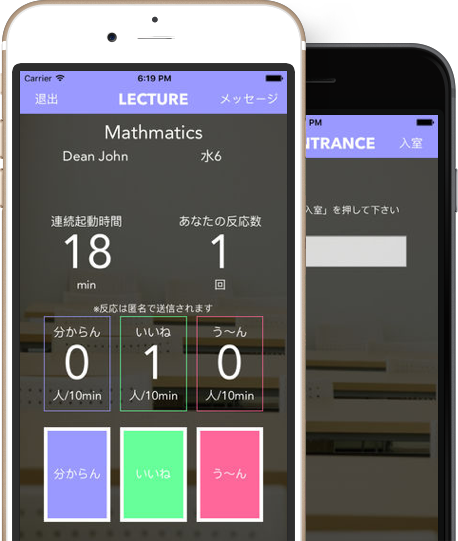 Carrier 6:19 PM
退出 LECTURE メッセージ
Mathmatics
Dean John 水6
連続起動時間 あなたの反応数
18 1
min 回
※反応は匿名で送信されます
分からん いいね う〜ん
0 1 0
人/10min 人/10min 人/10min
分からん いいね う〜ん
PM
NTRANCE 入室
入室」を押して下さい